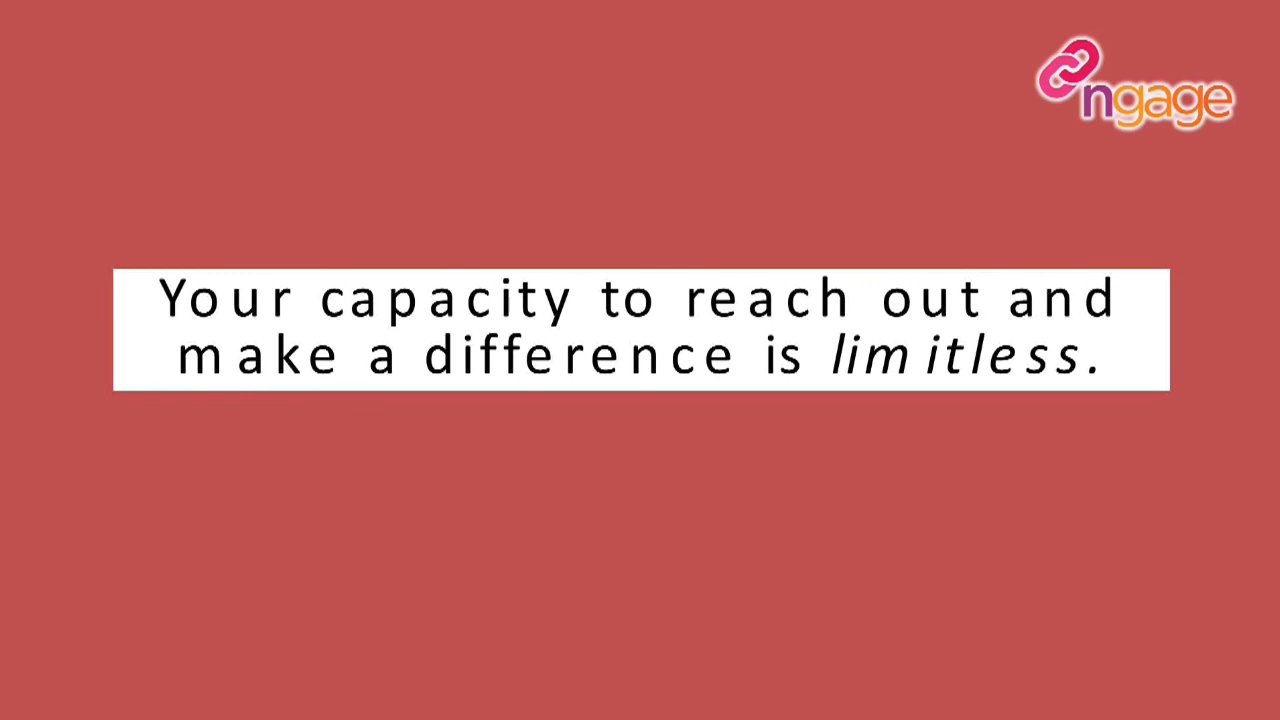 ngage
Your capacity to reach out and
make a difference is limitless.